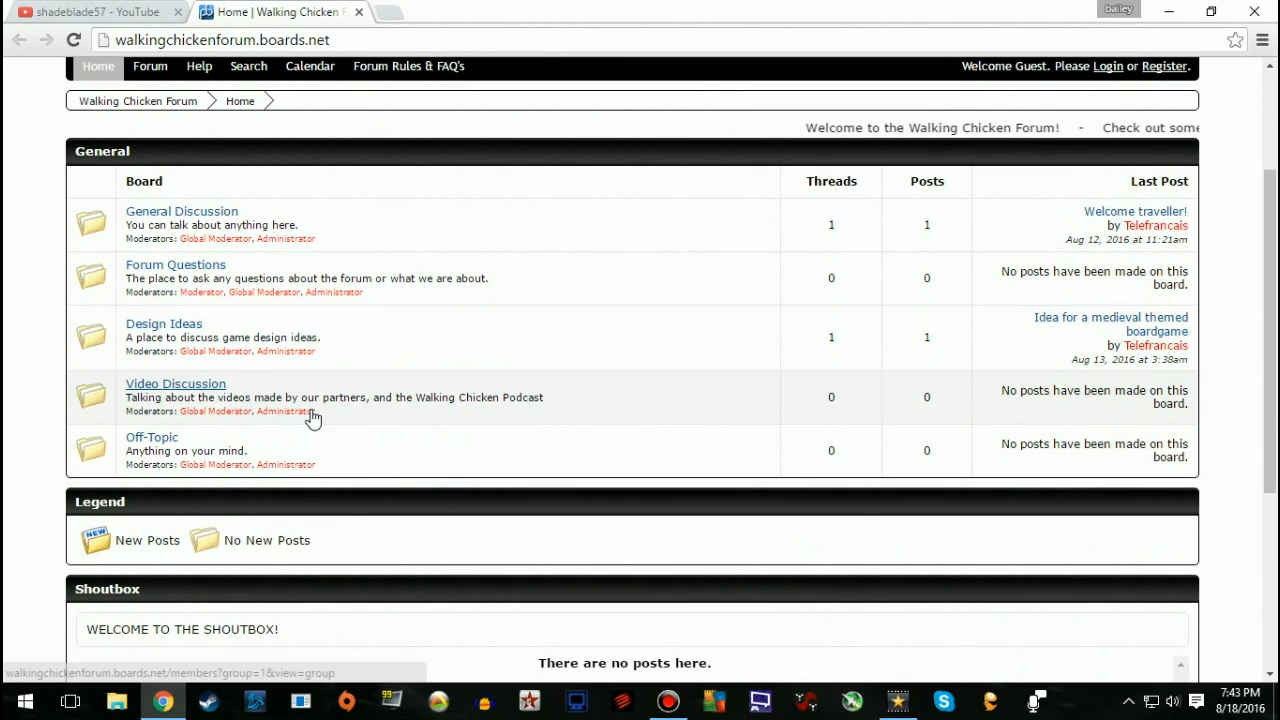 shadeblade57 - YouTube
Home | Walking Chicken F
bailey
walkingchickenforum.boards.net
Home Forum Help Search Calendar Forum Rules & FAQ's
Welcome Guest. Please Login or Register.
Walking Chicken Forum Home
Welcome to the Walking Chicken Forum! - Check out some
General
Board Threads Posts Last Post
General Discussion
You can talk about anything here.
Moderators: Global Moderator, Administrator
1 1
Welcome traveller!
by Telefrancais
Aug 12, 2016 at 11:21am
Forum Questions
The place to ask any questions about the forum or what we are about.
Moderators: Moderator, Global Moderator, Administrator
0 0
No posts have been made on this
board.
Design Ideas
A place to discuss game design ideas.
Moderators: Global Moderator, Administrator
1 1
Idea for a medieval themed
boardgame
by Telefrancais
Aug 13, 2016 at 3:38am
Video Discussion
Talking about the videos made by our partners, and the Walking Chicken Podcast
Moderators: Global Moderator, Administrator
0 0
No posts have been made on this
board.
Off-Topic
Anything on your mind.
Moderators: Global Moderator, Administrator
0 0
No posts have been made on this
board.
Legend
NEW New Posts No New Posts
Shoutbox
WELCOME TO THE SHOUTBOX!
There are no posts here.
walkingchickenforum.boards.net/members?group=1&view=group
99
7:43 PM
8/18/2016